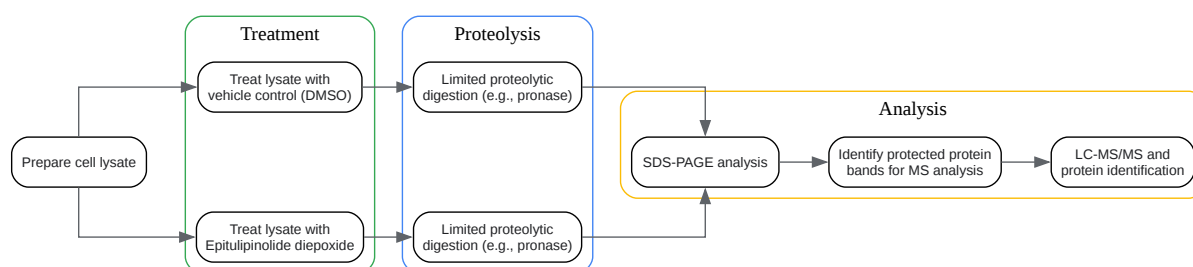 Treatment
Proteolysis
Treat lysate with
vehicle control (DMSO)
Limited proteolytic
digestion (e.g., pronase)
Analysis
Prepare cell lysate
SDS-PAGE analysis
Identify protected protein
bands for MS analysis
LC-MS/MS and
protein identification
Treat lysate with
Epitulipinolide diepoxide
Limited proteolytic
digestion (e.g., pronase)